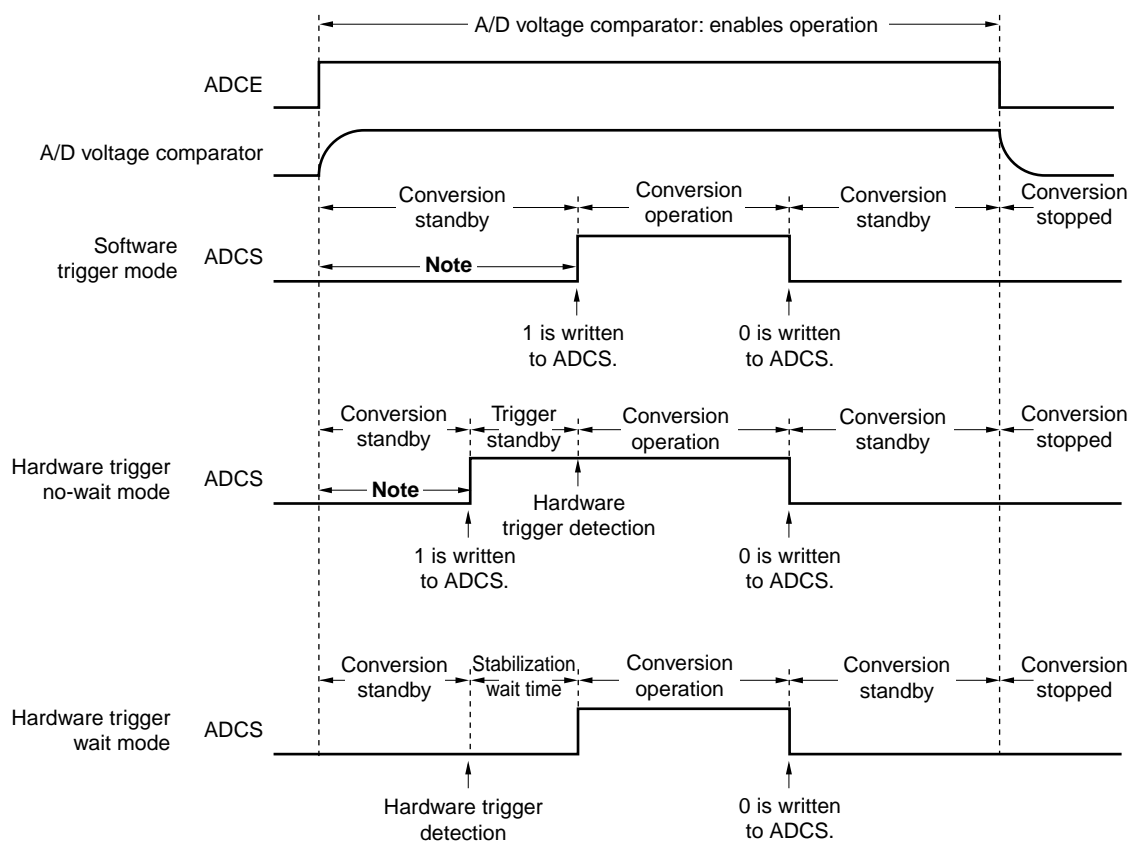 A/D voltage comparator: enables operation
ADCE
A/D voltage comparator
Conversion
standby
Conversion
operation
Conversion
standby
Conversion
stopped
Software
trigger mode
ADCS
Note
1 is written
to ADCS.
0 is written
to ADCS.
Conversion
standby
Trigger
standby
Conversion
operation
Conversion
standby
Conversion
stopped
Hardware trigger
no-wait mode
ADCS
Note
Hardware
trigger detection
1 is written
to ADCS.
0 is written
to ADCS.
Conversion
standby
Stabilization
wait time
Conversion
operation
Conversion
standby
Conversion
stopped
Hardware trigger
wait mode
ADCS
Hardware trigger
detection
0 is written
to ADCS.